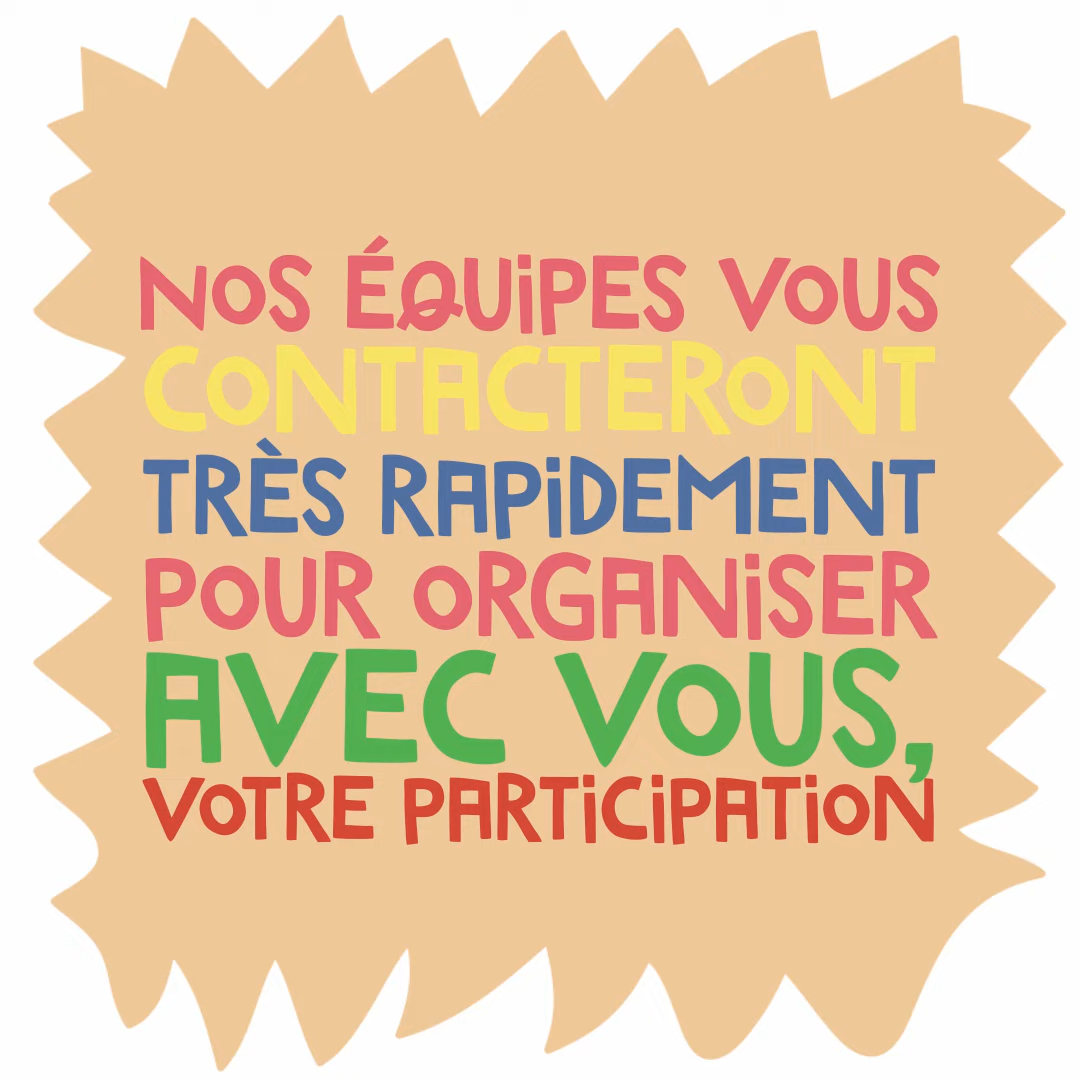 NOS ÉQUIPES VOUS
CONTACTERONT
TRÈS RAPIDEMENT
POUR ORGANISER
AVEC VOUS,
VOTRE PARTICIPATION